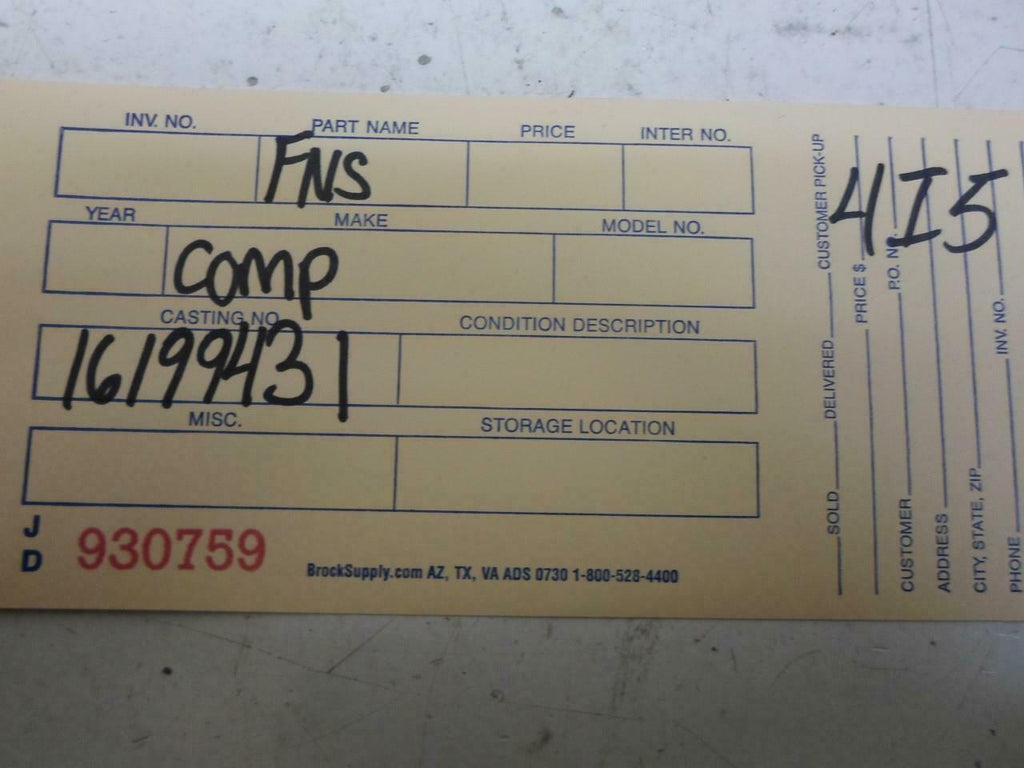 INV. NO. PART NAME PRICE INTER NO.
FNS
YEAR MAKE MODEL NO.
COMP
CASTING NO. CONDITION DESCRIPTION
16199431
MISC. STORAGE LOCATION
J
D
930759
BrockSupply.com AZ, TX, VA ADS 0730 1-800-528-4400
4I5
SOLD DELIVERED CUSTOMER PICK-UP
PRICE $
CUSTOMER P.O. N
ADDRESS
CITY, STATE, ZIP
PHONE INV. NO.